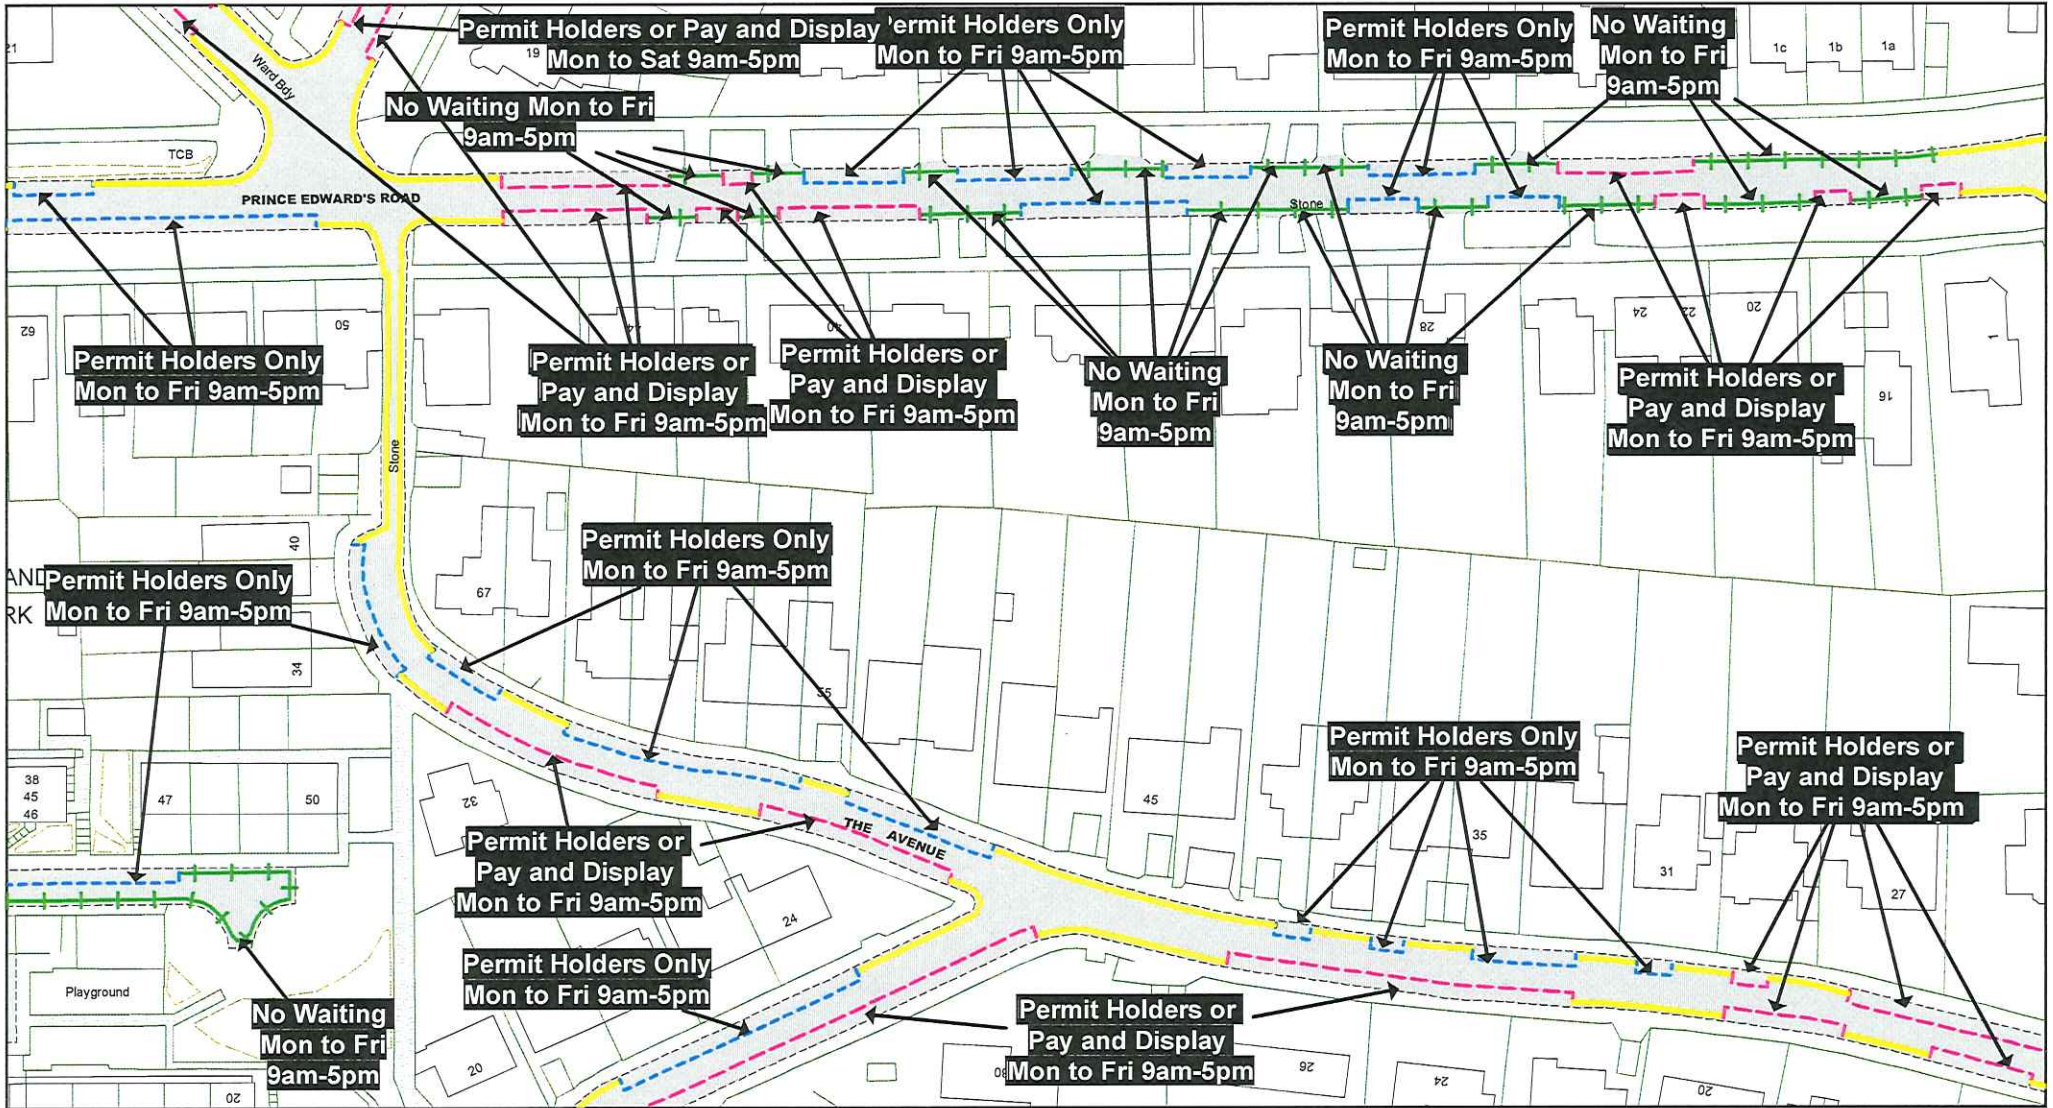 Permit Holders or Pay and Display
Mon to Sat 9am-5pm
Permit Holders Only
Mon to Fri 9am-5pm
Permit Holders Only
Mon to Fri 9am-5pm
No Waiting
Mon to Fri
9am-5pm
1c
1b
1a
21
19
Ward Bdy
No Waiting Mon to Fri
9am-5pm
TCB
PRINCE EDWARD'S ROAD
Stone
62
50
44
40
28
24
22
20
1
16
Permit Holders Only
Mon to Fri 9am-5pm
Permit Holders or
Pay and Display
Mon to Fri 9am-5pm
Permit Holders or
Pay and Display
Mon to Fri 9am-5pm
No Waiting
Mon to Fri
9am-5pm
No Waiting
Mon to Fri
9am-5pm
Permit Holders or
Pay and Display
Mon to Fri 9am-5pm
Stone
40
AND
RK
Permit Holders Only
Mon to Fri 9am-5pm
Permit Holders Only
Mon to Fri 9am-5pm
67
34
55
38
45
46
47
50
32
45
35
31
27
Permit Holders Only
Mon to Fri 9am-5pm
Permit Holders or
Pay and Display
Mon to Fri 9am-5pm
THE AVENUE
Permit Holders or
Pay and Display
Mon to Fri 9am-5pm
24
Permit Holders Only
Mon to Fri 9am-5pm
Playground
No Waiting
Mon to Fri
9am-5pm
Permit Holders or
Pay and Display
Mon to Fri 9am-5pm
20
20
26
24
20